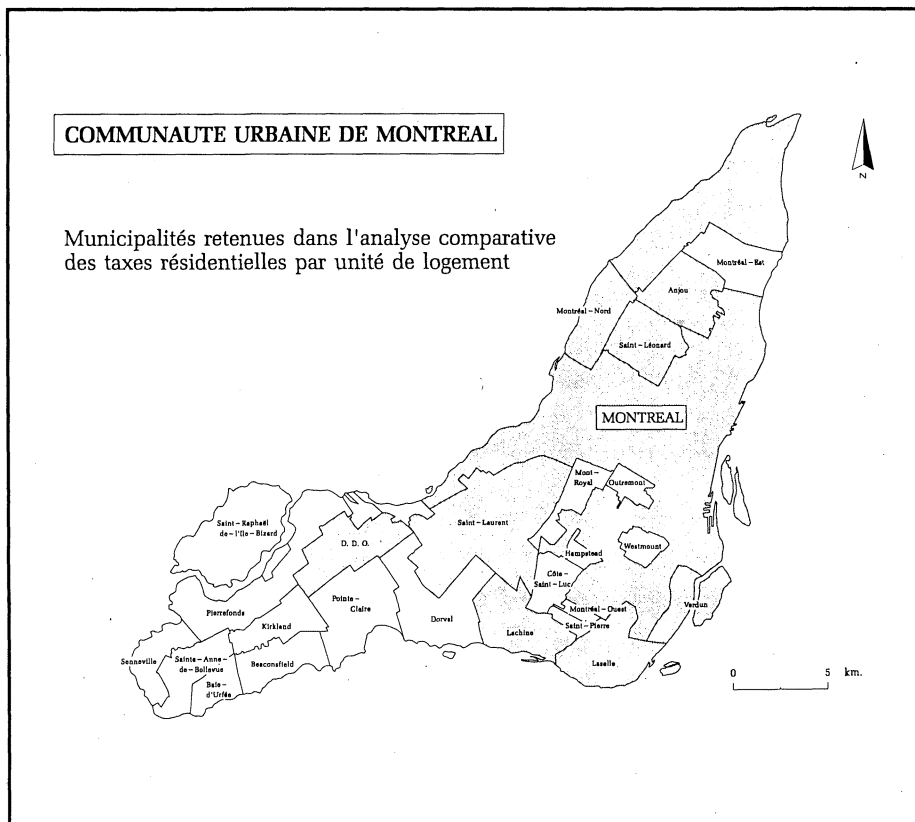 COMMUNAUTE URBAINE DE MONTREAL
N
Municipalités retenues dans l'analyse comparative
des taxes résidentielles par unité de logement
Montréal-Est
Anjou
Montréal-Nord
Saint-Léonard
MONTREAL
Mont-
Royal
Outremont
Saint-Laurent
Saint-Raphaël
de-l'Ile-Bizard
D. D. O.
Hampstead
Westmount
Côte-
Saint-Luc
Pierrefonds
Pointe-
Claire
Montréal-Ouest
Verdun
Kirkland
Dorval
Lachine
Saint-Pierre
Senneville
Sainte-Anne-
de-Bellevue
Beaconsfield
Lasalle
Baie-
d'Urfée
0 5 km.